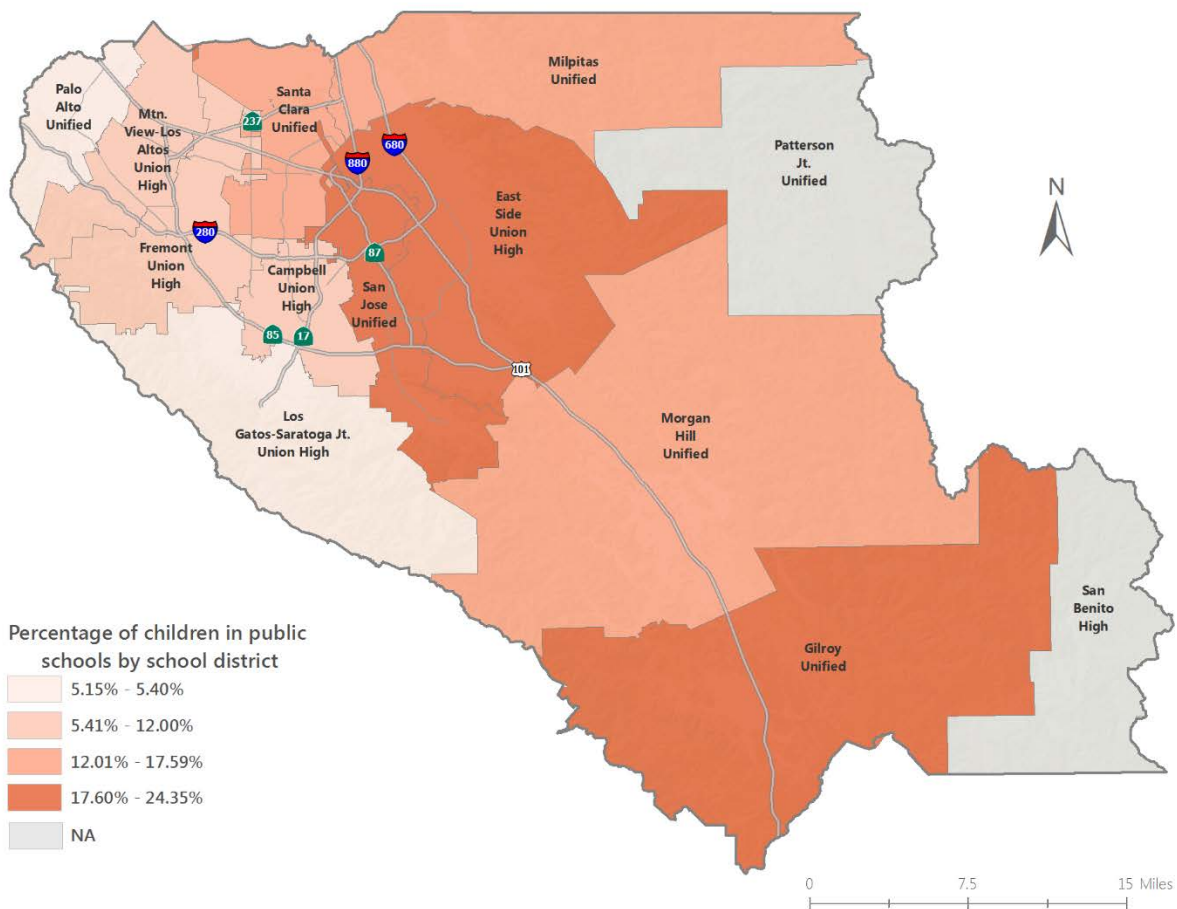 Palo
Alto
Unified
Mtn.
View-Los
Altos
Union
High
Santa
Clara
Unified
237
Milpitas
Unified
880
680
Patterson
Jt.
Unified
N
East
Side
Union
High
280
Fremont
Union
High
Campbell
Union
High
87
San
Jose
Unified
85
17
101
Los
Gatos-Saratoga Jt.
Union High
Morgan
Hill
Unified
San
Benito
High
Gilroy
Unified
Percentage of children in public
schools by school district
5.15% - 5.40%
5.41% - 12.00%
12.01% - 17.59%
17.60% - 24.35%
NA
0 7.5 15 Miles